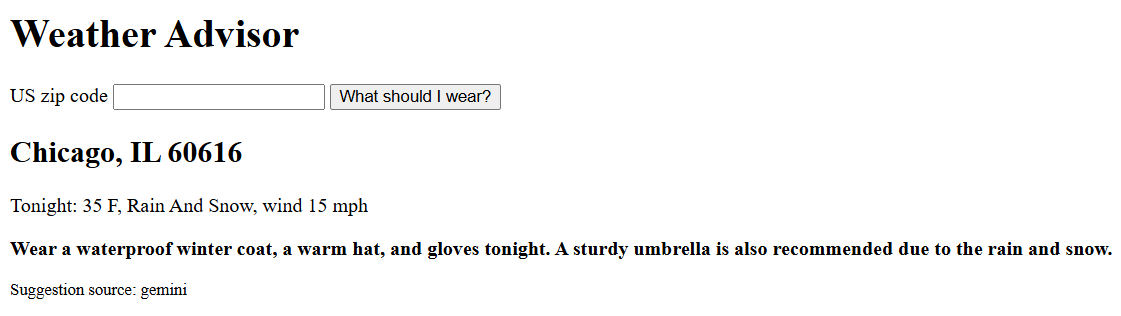 Weather Advisor
US zip code What should I wear?
Chicago, IL 60616
Tonight: 35 F, Rain And Snow, wind 15 mph
Wear a waterproof winter coat, a warm hat, and gloves tonight. A sturdy umbrella is also recommended due to the rain and snow.
Suggestion source: gemini